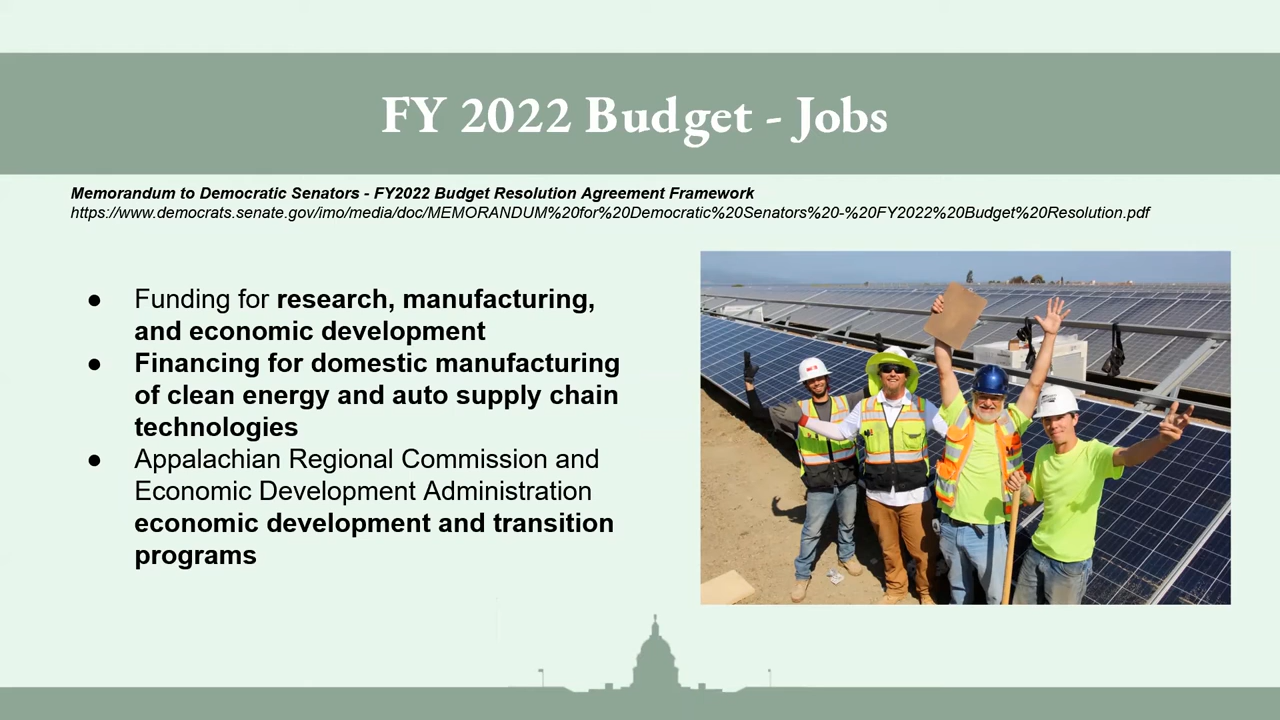 FY 2022 Budget - Jobs
Memorandum to Democratic Senators - FY2022 Budget Resolution Agreement Framework
https://www.democrats.senate.gov/imo/media/doc/MEMORANDUM%20for%20Democratic%20Senators%20-%20FY2022%20Budget%20Resolution.pdf
● Funding for research, manufacturing,
and economic development
● Financing for domestic manufacturing
of clean energy and auto supply chain
technologies
● Appalachian Regional Commission and
Economic Development Administration
economic development and transition
programs